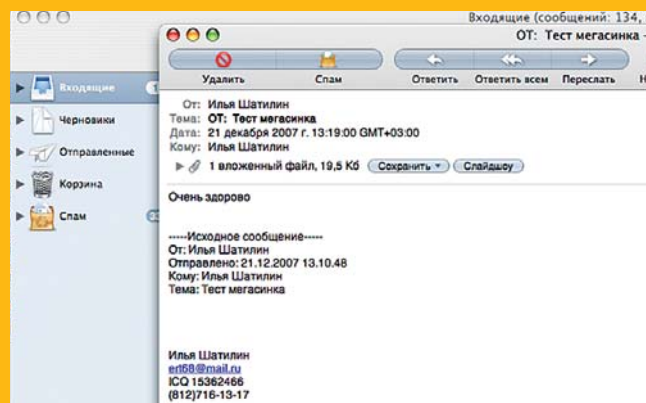 Входящие (сообщений: 134,
ОТ: Тест мегасинка -
Удалить
Спам
Ответить
Ответить всем
Переслать
Входящие
Черновики
Отправленные
Корзина
Спам
От: Илья Шатилин
Тема: ОТ: Тест мегасинка
Дата: 21 декабря 2007 г. 13:19:00 GMT+03:00
Кому: Илья Шатилин
1 вложенный файл, 19,5 Кб Сохранить Слайдшоу
Очень здорово
-----Исходное сообщение-----
От: Илья Шатилин
Отправлено: 21.12.2007 13.10.48
Кому: Илья Шатилин
Тема: Тест мегасинка
Илья Шатилин
ert68@mail.ru
ICQ 15362466
(812)716-13-17